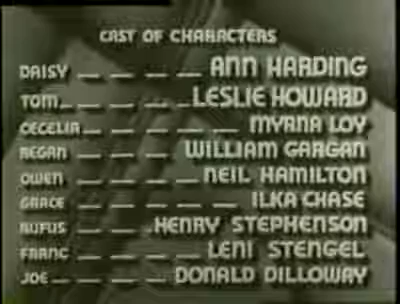 CAST OF CHARACTERS
DAISY _ _ _ _ ANN HARDING
TOM _ _ _ _ LESLIE HOWARD
CECELIA _ _ _ _ _ MYRNA LOY
REGAN _ _ _ _ WILLIAM GARGAN
OWEN _ _ _ _ _ NEIL HAMILTON
GRACE _ _ _ _ _ _ ILKA CHASE
RUFUS _ _ _ HENRY STEPHENSON
FRANC _ _ _ _ _ LENI STENGEL
JOE _ _ _ _ DONALD DILLOWAY